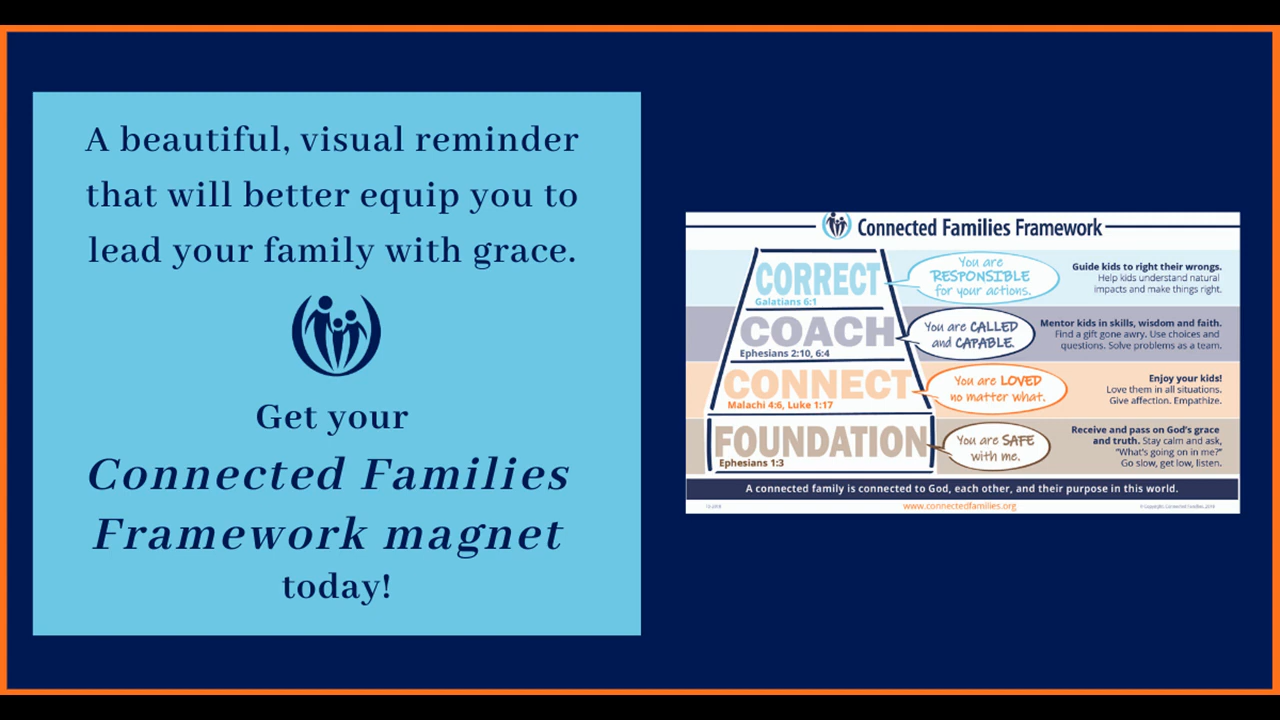 A beautiful, visual reminder
that will better equip you to
lead your family with grace.
Get your
Connected Families
Framework magnet
today!
Connected Families Framework
CORRECT
Galatians 6:1
You are
RESPONSIBLE
for your actions.
Guide kids to right their wrongs.
Help kids understand natural
impacts and make things right.
COACH
Ephesians 2:10, 6:4
You are CALLED
and CAPABLE.
Mentor kids in skills, wisdom and faith.
Find a gift gone awry. Use choices and
questions. Solve problems as a team.
CONNECT
Malachi 4:6, Luke 1:17
You are LOVED
no matter what.
Enjoy your kids!
Love them in all situations.
Give affection. Empathize.
FOUNDATION
Ephesians 1:3
You are SAFE
with me.
Receive and pass on God's grace
and truth. Stay calm and ask,
"What's going on in me?"
Go slow, get low, listen.
A connected family is connected to God, each other, and their purpose in this world.
www.connectedfamilies.org